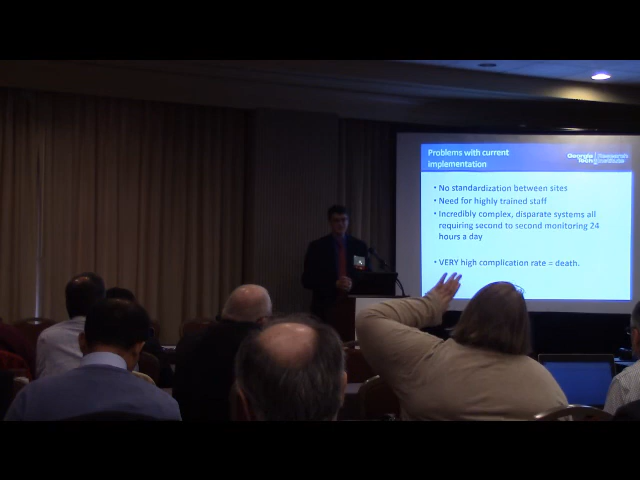 Problems with current
implementation
Georgia Tech Research Institute
• No standardization between sites
• Need for highly trained staff
• Incredibly complex, disparate systems all
requiring second to second monitoring 24
hours a day
• VERY high complication rate = death.